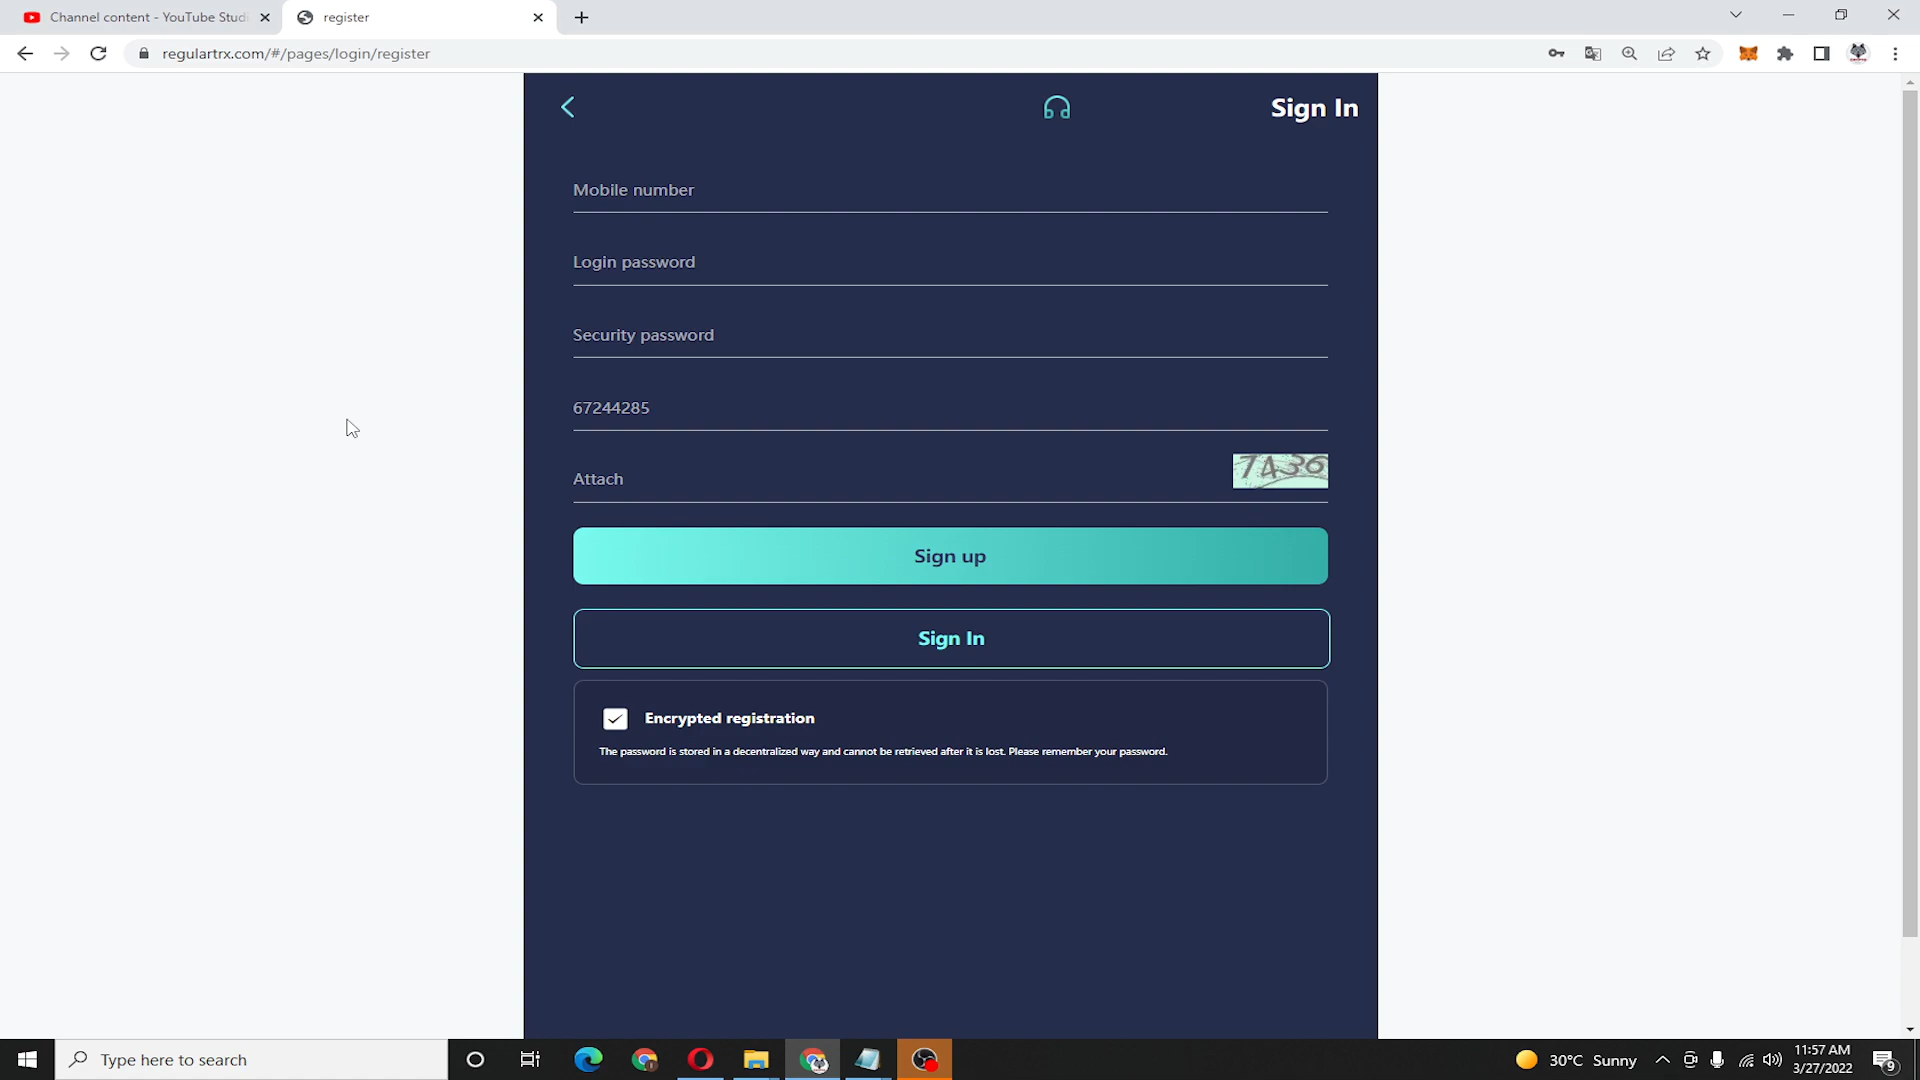 Channel content - YouTube Studi
register
regulartrx.com/#/pages/login/register
Sign In
Mobile number
Login password
Security password
67244285
Attach
7436
Sign up
Sign In
Encrypted registration
The password is stored in a decentralized way and cannot be retrieved after it is lost. Please remember your password.
Type here to search
30°C Sunny
11:57 AM
3/27/2022
9